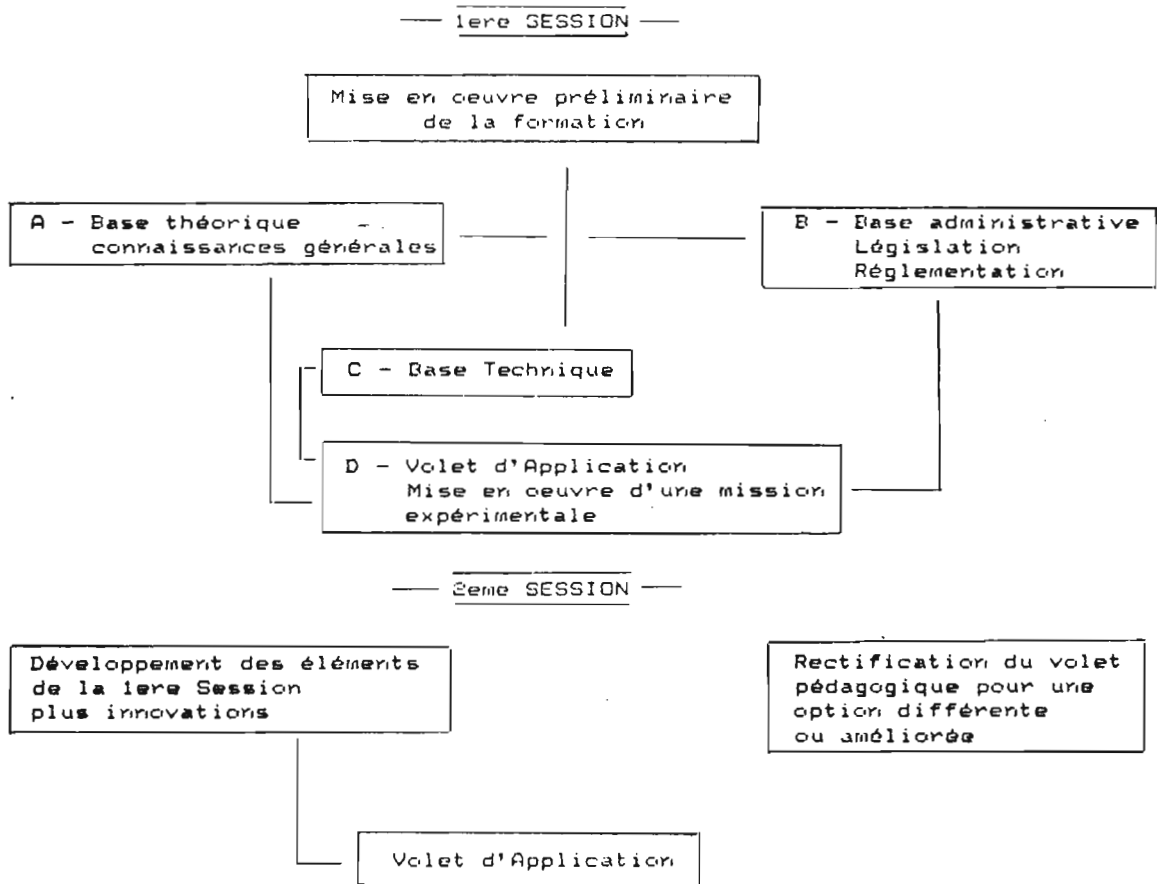 1ere SESSION
Mise en oeuvre préliminaire
de la formation
A - Base théorique
connaissances générales
B - Base administrative
Législation
Réglementation
C - Base Technique
D - Volet d'Application
Mise en oeuvre d'une mission
expérimentale
2eme SESSION
Développement des éléments
de la 1ere Session
plus innovations
Rectification du volet
pédagogique pour une
option différente
ou améliorée
Volet d'Application